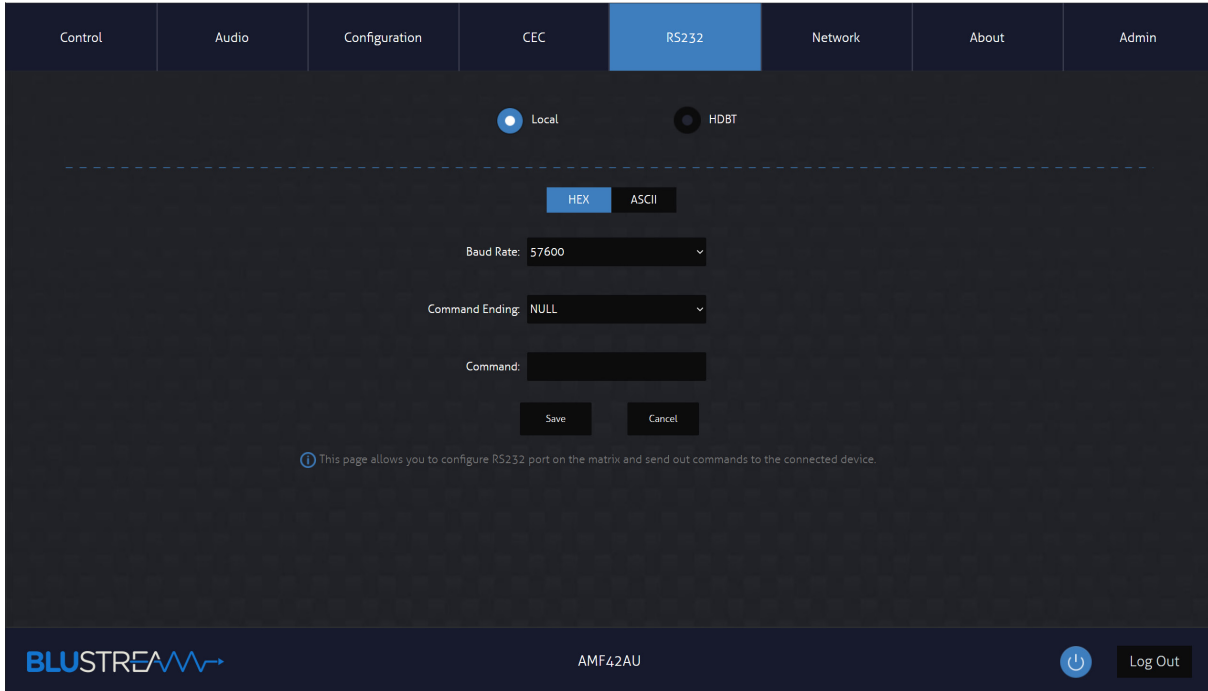 Control Audio Configuration CEC RS232 Network About Admin
Local HDBT
HEX ASCII
Baud Rate: 57600
Command Ending: NULL
Command:
Save Cancel
This page allows you to configure RS232 port on the matrix and send out commands to the connected device.
BLUSTREAM AMF42AU Log Out